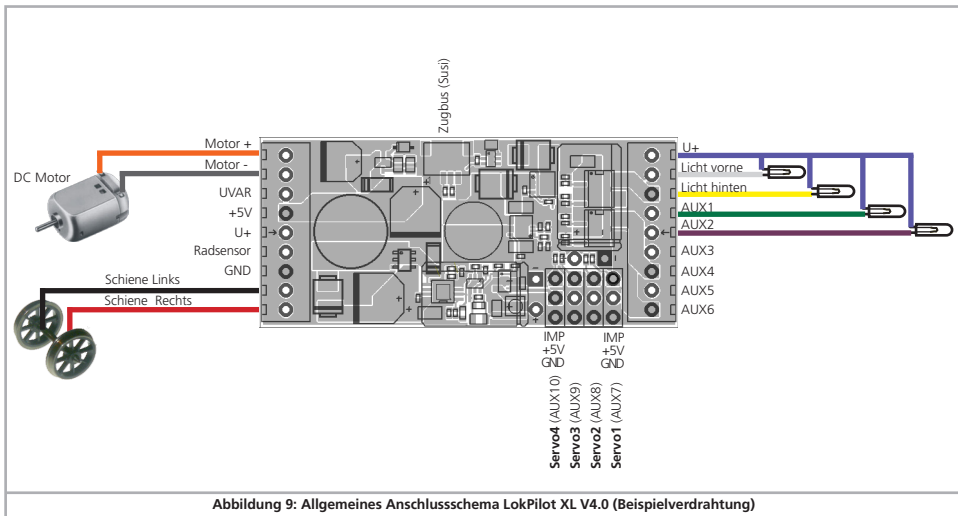 Zugbus (Susi)
Motor +
Motor -
DC Motor
UVAR
+5V
U+
Radsensor
GND
Schiene Links
Schiene Rechts
U+
Licht vorne
Licht hinten
AUX1
AUX2
AUX3
AUX4
AUX5
AUX6
IMP
+5V
GND
IMP
+5V
GND
Servo4 (AUX10)
Servo3 (AUX9)
Servo2 (AUX8)
Servo1 (AUX7)
Abbildung 9: Allgemeines Anschlussschema LokPilot XL V4.0 (Beispielverdrahtung)